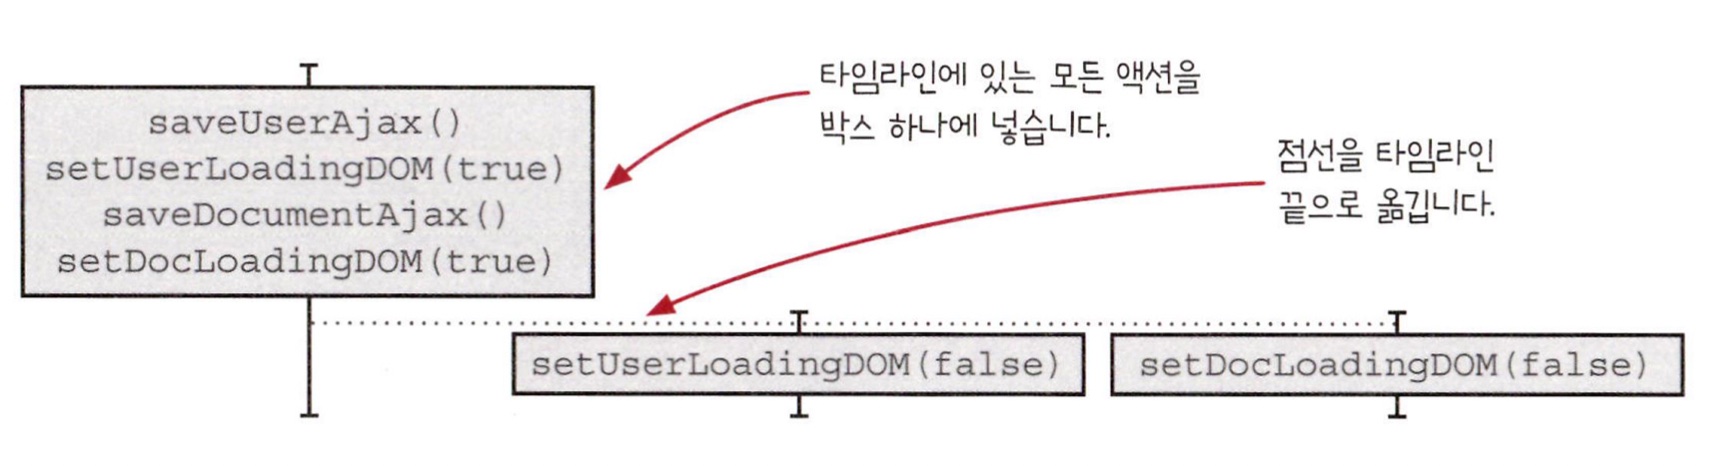 saveUserAjax()
setUserLoadingDOM(true)
saveDocumentAjax()
setDocLoadingDOM(true)
타임라인에 있는 모든 액션을
박스 하나에 넣습니다.
점선을 타임라인
끝으로 옮깁니다.
setUserLoadingDOM(false)
setDocLoadingDOM(false)